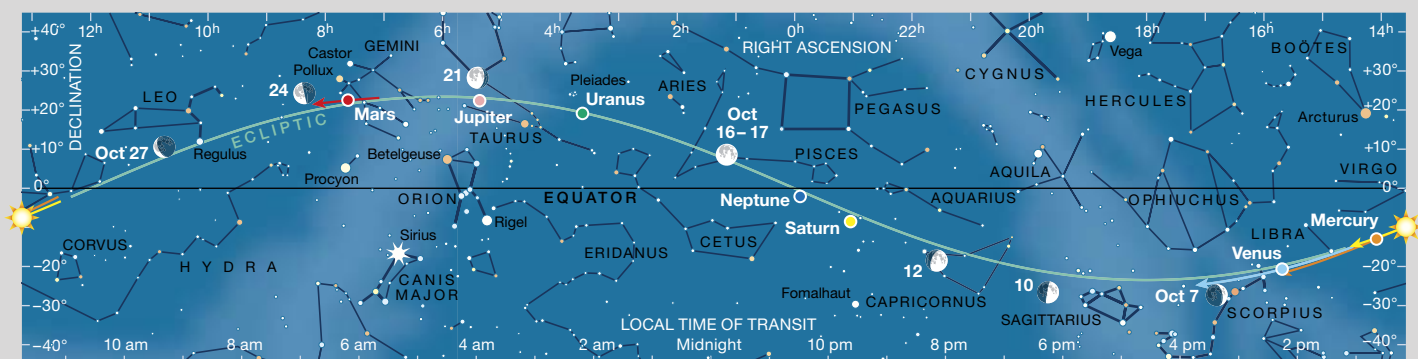 +40° 12h 10h 8h 6h 4h 2h 0h 22h 20h 18h 16h 14h
RIGHT ASCENSION
DECLINATION
+30° +30°
+20° +20°
+10° +10°
0° 0°
−20° −20°
−30° −30°
−40° −40°
LEO
Oct 27
Regulus
ECLIPTIC
24
Castor
Pollux
GEMINI
Mars
21
Jupiter
TAURUS
Pleiades
Uranus
ARIES
Oct
16–17
PISCES
PEGASUS
CYGNUS
Vega
HERCULES
BOÖTES
Arcturus
VIRGO
Procyon
Betelgeuse
ORION
Rigel
EQUATOR
Neptune
Saturn
AQUARIUS
AQUILA
OPHIUCHUS
LIBRA
Mercury
Venus
CORVUS
HYDRA
Sirius
CANIS
MAJOR
ERIDANUS
CETUS
12
Fomalhaut
CAPRICORNUS
10
SAGITTARIUS
Oct 7
SCORPIUS
LOCAL TIME OF TRANSIT
10 am 8 am 6 am 4 am 2 am Midnight 10 pm 8 pm 6 pm 4 pm 2 pm